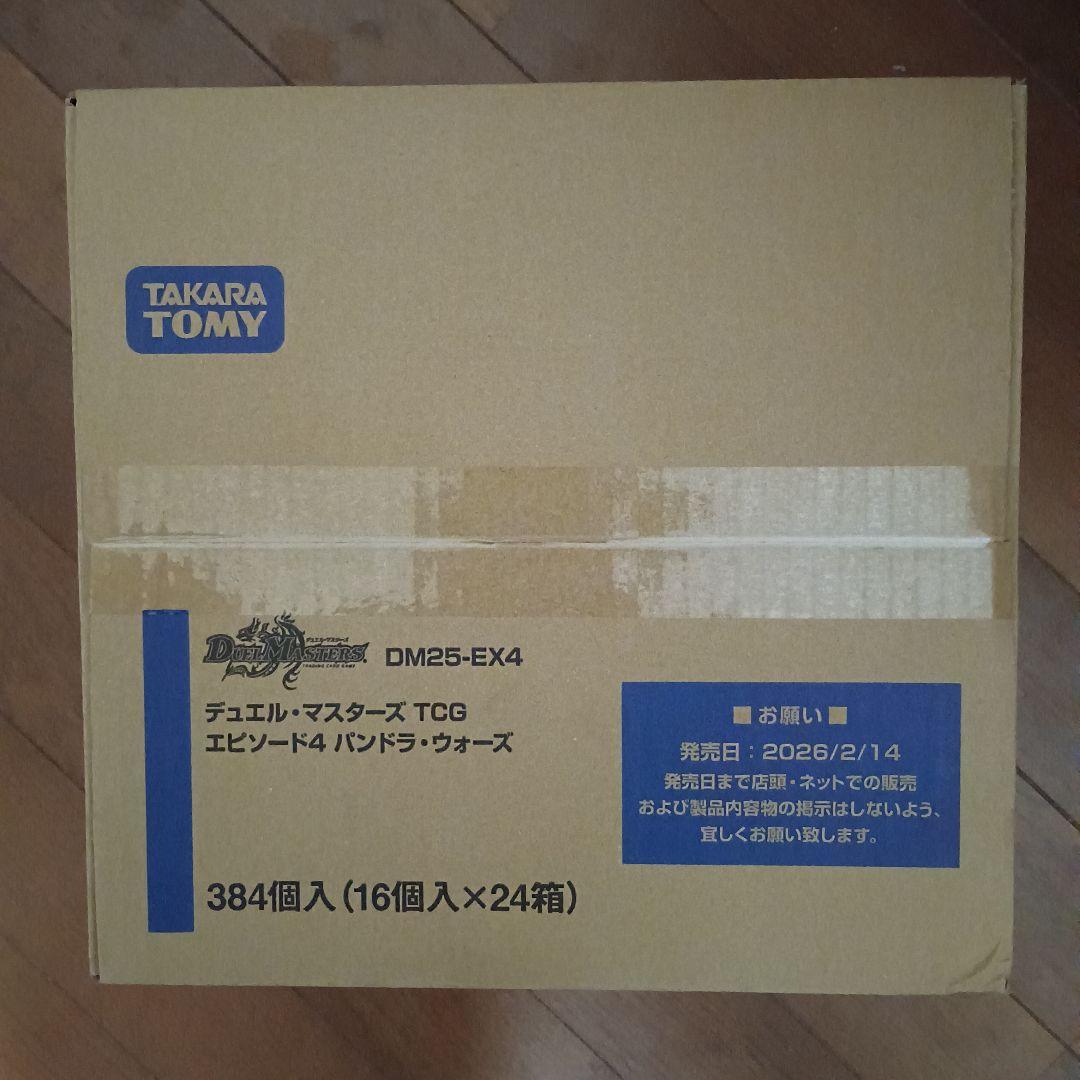 TAKARA
TOMY
デュエル・マスターズ
DUEL MASTERS
TRADING CARD GAME
DM25-EX4
デュエル・マスターズ TCG
エピソード4 パンドラ・ウォーズ
384個入(16個入×24箱)
■お願い■
発売日:2026/2/14
発売日まで店頭・ネットでの販売
および製品内容物の掲示はしないよう、
宜しくお願い致します。